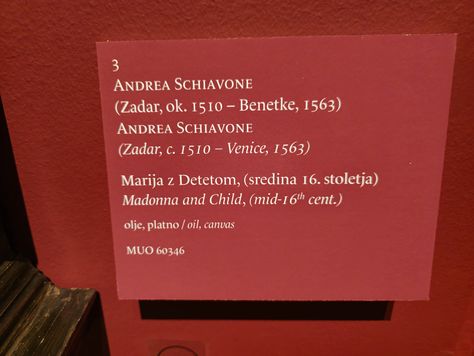 3
ANDREA SCHIAVONE
(Zadar, ok. 1510 – Benetke, 1563)
ANDREA SCHIAVONE
(Zadar, c. 1510 – Venice, 1563)
Marija z Detetom, (sredina 16. stoletja)
Madonna and Child, (mid-16th cent.)
olje, platno / oil, canvas
MUO 60346